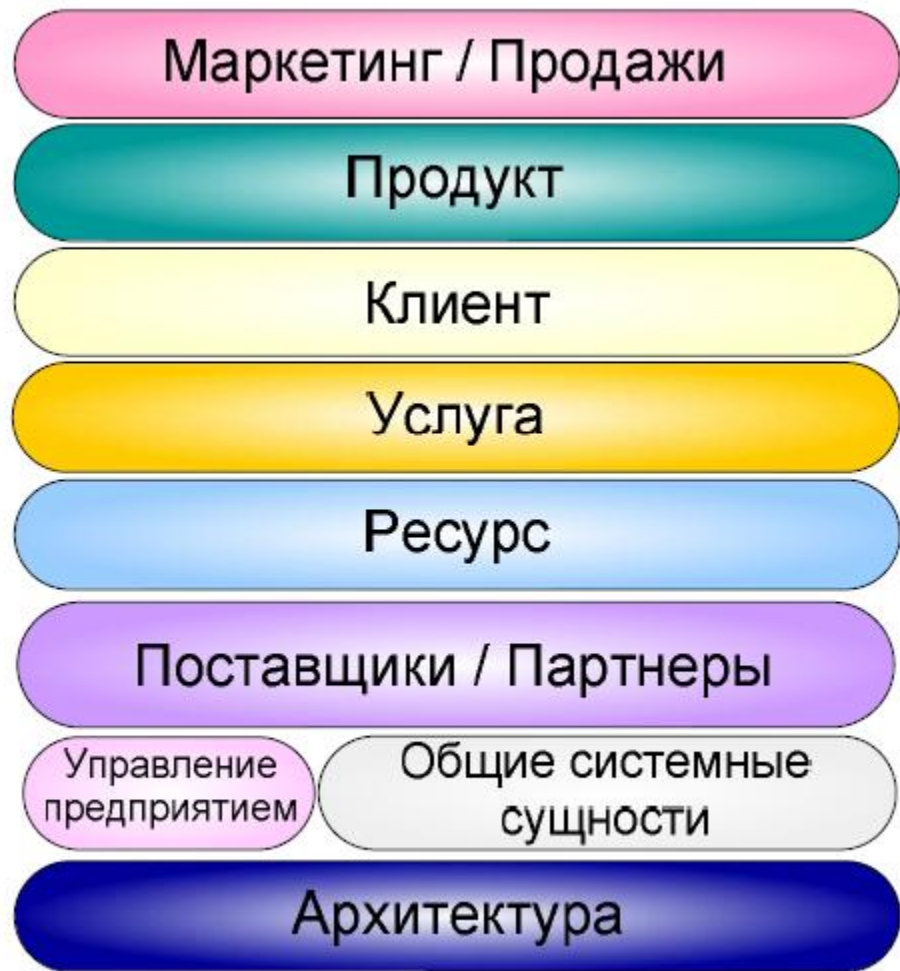 Маркетинг / Продажи
Продукт
Клиент
Услуга
Ресурс
Поставщики / Партнеры
Управление
предприятием
Общие системные
сущности
Архитектура